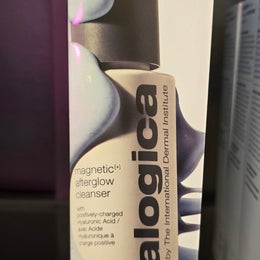 magnetic[+]
afterglow
cleanser
with
positively-charged
Hyaluronic Acid /
avec Acide
Hyaluronique à
charge positive
alogica
by The International Dermal Institute